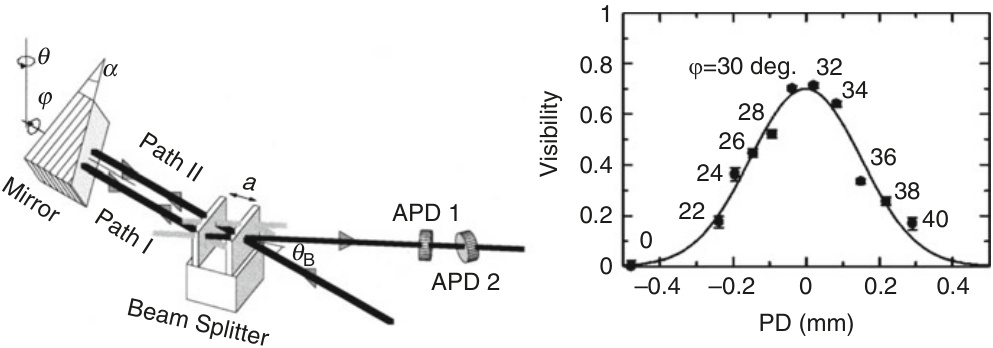 θ
α
φ
Path II
a
Mirror
Path I
APD 1
θB
APD 2
Beam Splitter
1
0.8
φ=30 deg.
32
34
0.6
28
Visibility
26
0.4
24
36
38
0.2
22
40
0
0
−0.4
−0.2
0
0.2
0.4
PD (mm)